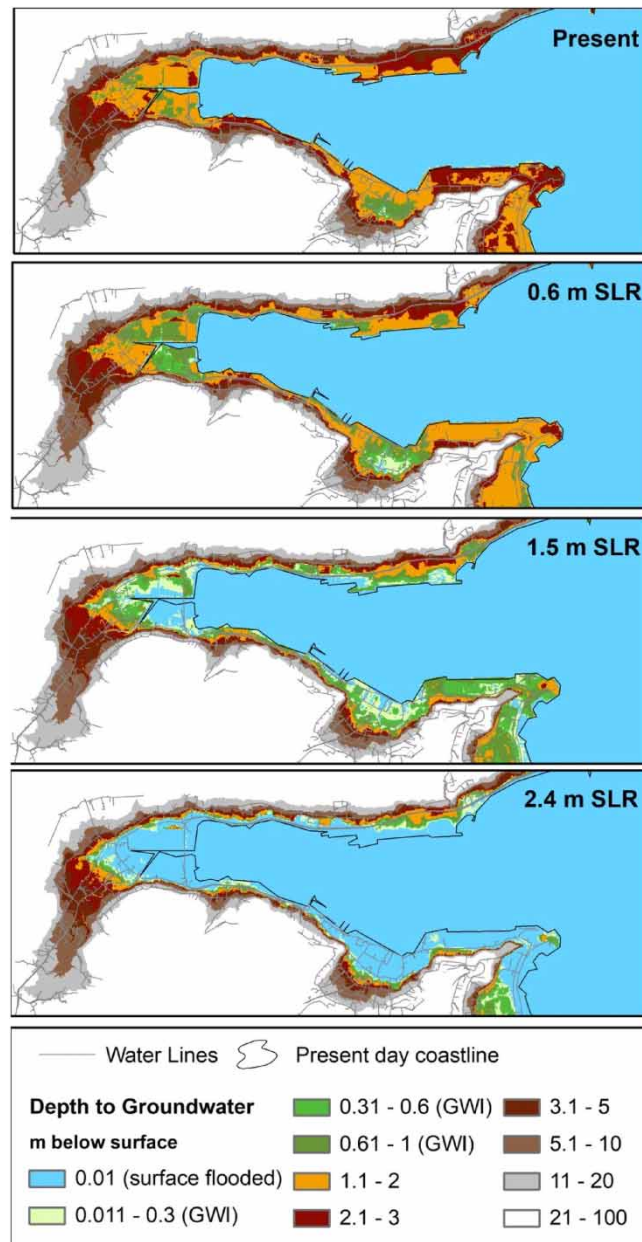 Present
0.6 m SLR
1.5 m SLR
2.4 m SLR
Water Lines
Present day coastline
Depth to Groundwater
m below surface
0.01 (surface flooded)
0.011 - 0.3 (GWI)
0.31 - 0.6 (GWI)
0.61 - 1 (GWI)
1.1 - 2
2.1 - 3
3.1 - 5
5.1 - 10
11 - 20
21 - 100